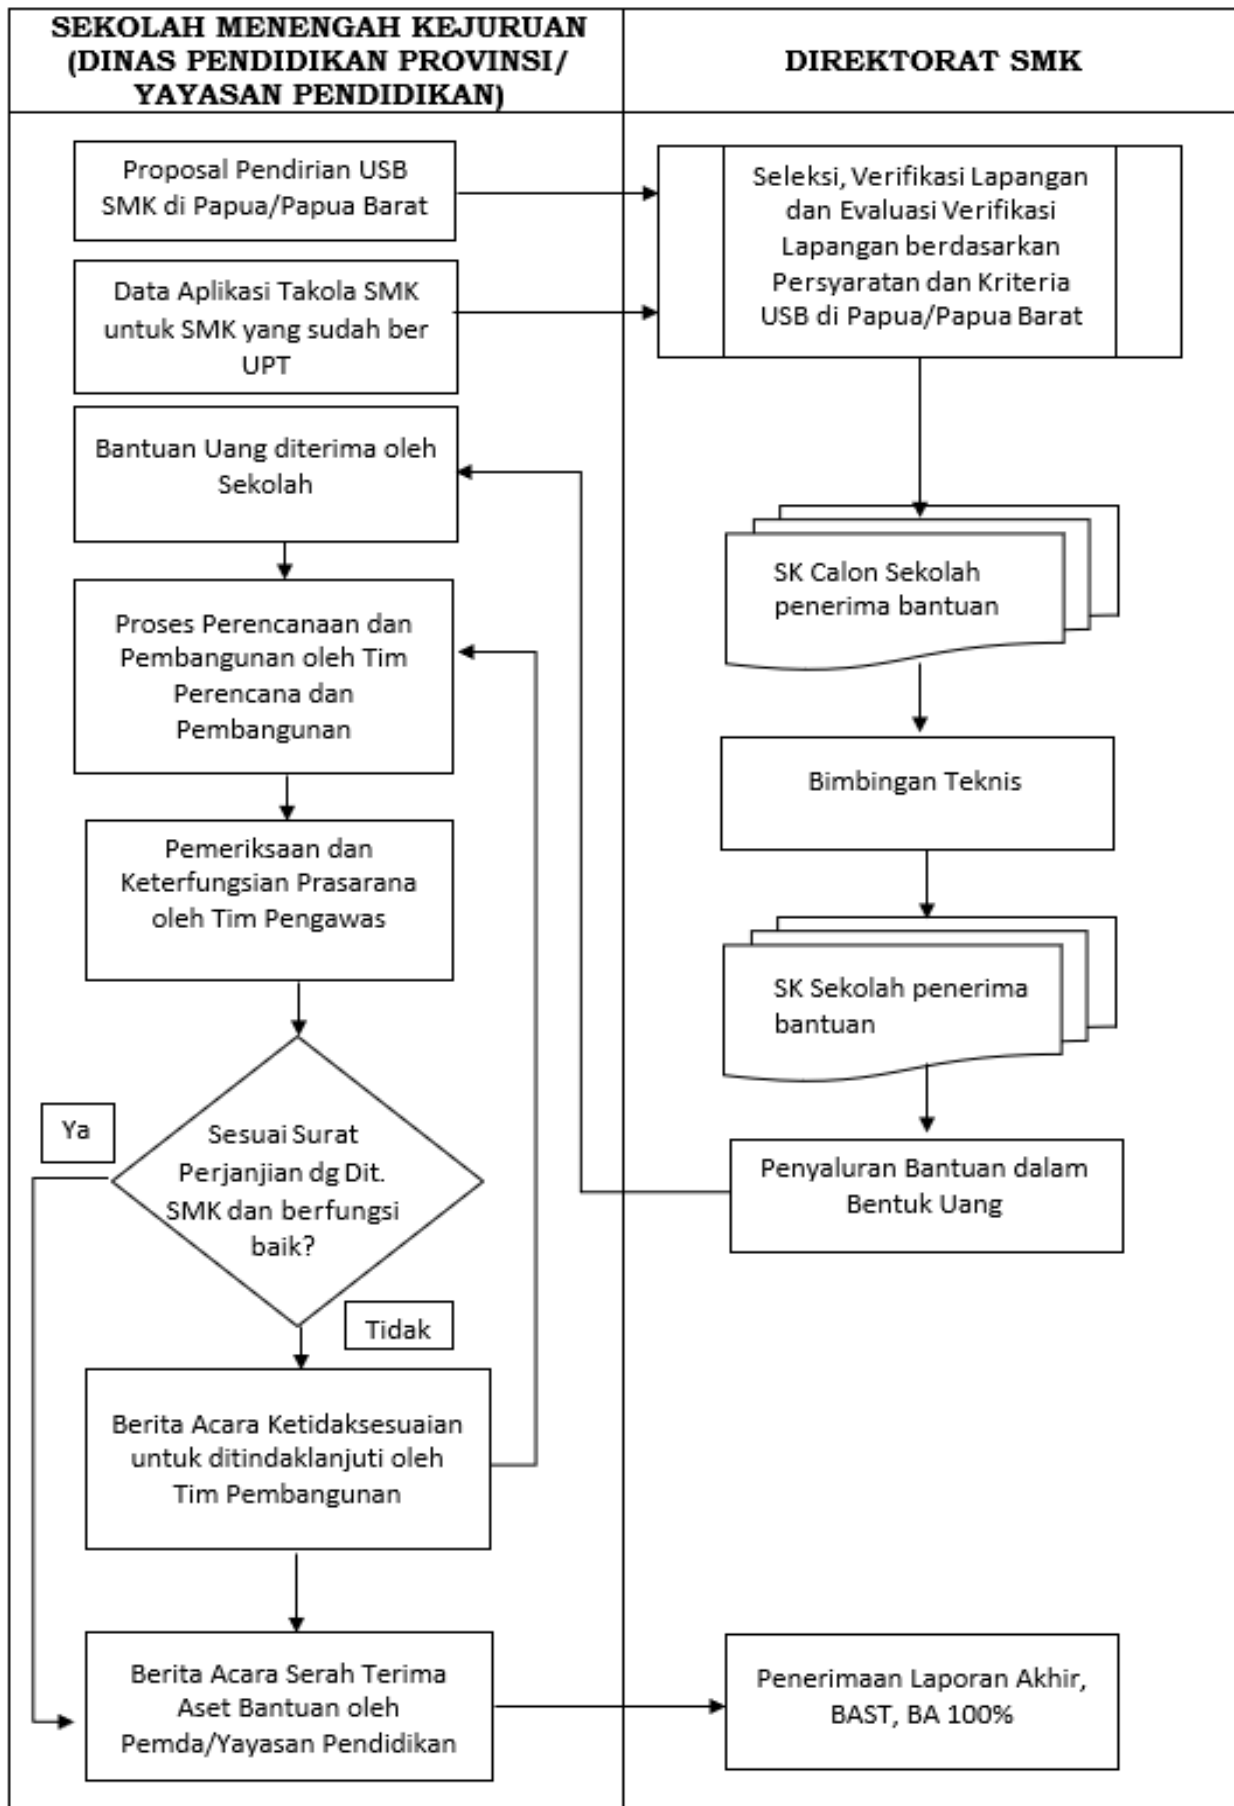 SEKOLAH MENENGAH KEJURUAN
(DINAS PENDIDIKAN PROVINSI/
YAYASAN PENDIDIKAN)
DIREKTORAT SMK
Proposal Pendirian USB
SMK di Papua/Papua Barat
Seleksi, Verifikasi Lapangan
dan Evaluasi Verifikasi
Lapangan berdasarkan
Persyaratan dan Kriteria
USB di Papua/Papua Barat
Data Aplikasi Takola SMK
untuk SMK yang sudah ber
UPT
Bantuan Uang diterima oleh
Sekolah
SK Calon Sekolah
penerima bantuan
Proses Perencanaan dan
Pembangunan oleh Tim
Perencana dan
Pembangunan
Bimbingan Teknis
Pemeriksaan dan
Keterfungsian Prasarana
oleh Tim Pengawas
SK Sekolah penerima
bantuan
Ya
Sesuai Surat
Perjanjian dg Dit.
SMK dan berfungsi
baik?
Penyaluran Bantuan dalam
Bentuk Uang
Tidak
Berita Acara Ketidaksesuaian
untuk ditindaklanjuti oleh
Tim Pembangunan
Berita Acara Serah Terima
Aset Bantuan oleh
Pemda/Yayasan Pendidikan
Penerimaan Laporan Akhir,
BAST, BA 100%